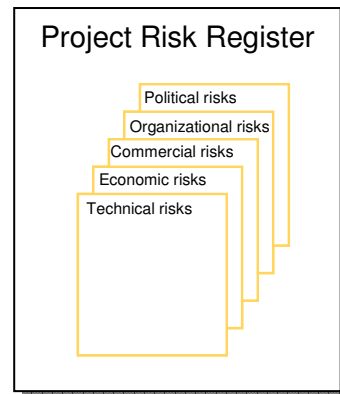 Project Risk Register
Political risks
Organizational risks
Commercial risks
Economic risks
Technical risks